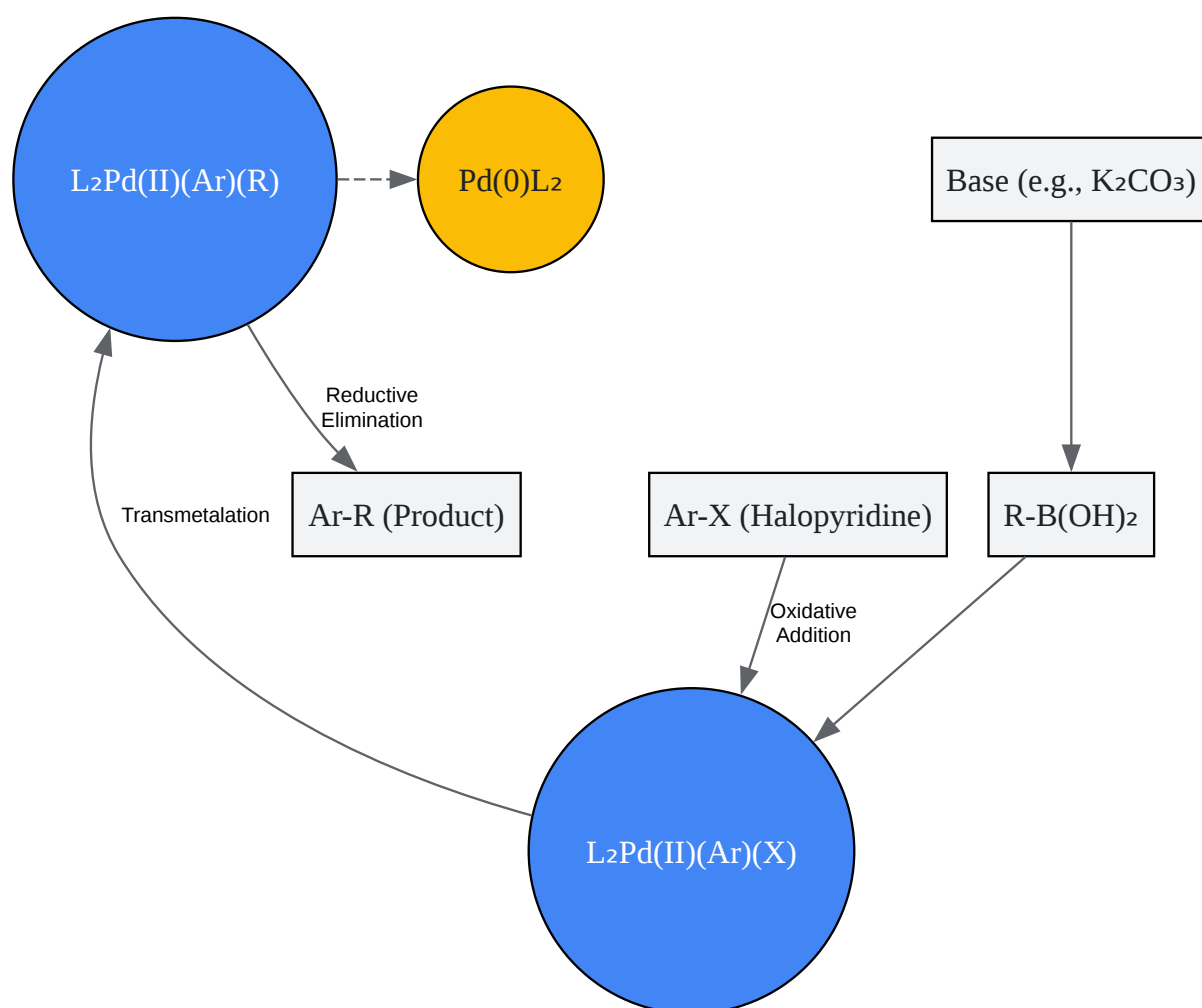 L₂Pd(II)(Ar)(R)
Pd(0)L₂
Base (e.g., K₂CO₃)
Reductive
Elimination
Transmetalation
Ar-R (Product)
Ar-X (Halopyridine)
R-B(OH)₂
Oxidative
Addition
L₂Pd(II)(Ar)(X)